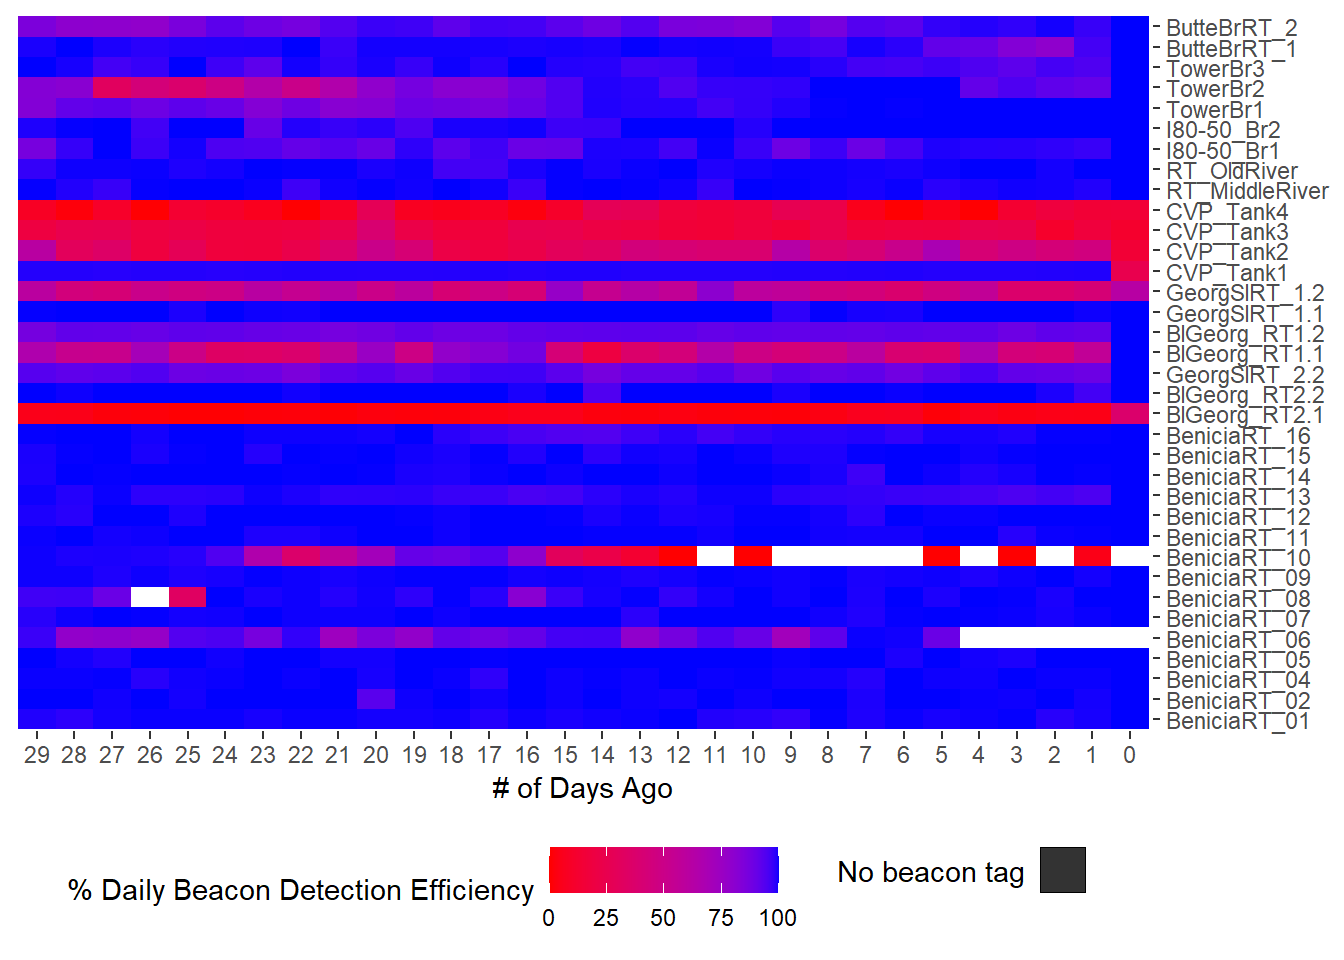 ButteBrRT_2
ButteBrRT_1
TowerBr3
TowerBr2
TowerBr1
I80-50_Br2
I80-50_Br1
RT_OldRiver
RT_MiddleRiver
CVP_Tank4
CVP_Tank3
CVP_Tank2
CVP_Tank1
GeorgSlRT_1.2
GeorgSlRT_1.1
BlGeorg_RT1.2
BlGeorg_RT1.1
GeorgSlRT_2.2
BlGeorg_RT2.2
BlGeorg_RT2.1
BeniciaRT_16
BeniciaRT_15
BeniciaRT_14
BeniciaRT_13
BeniciaRT_12
BeniciaRT_11
BeniciaRT_10
BeniciaRT_09
BeniciaRT_08
BeniciaRT_07
BeniciaRT_06
BeniciaRT_05
BeniciaRT_04
BeniciaRT_02
BeniciaRT_01
29 28 27 26 25 24 23 22 21 20 19 18 17 16 15 14 13 12 11 10 9 8 7 6 5 4 3 2 1 0
# of Days Ago
% Daily Beacon Detection Efficiency
0 25 50 75 100
No beacon tag